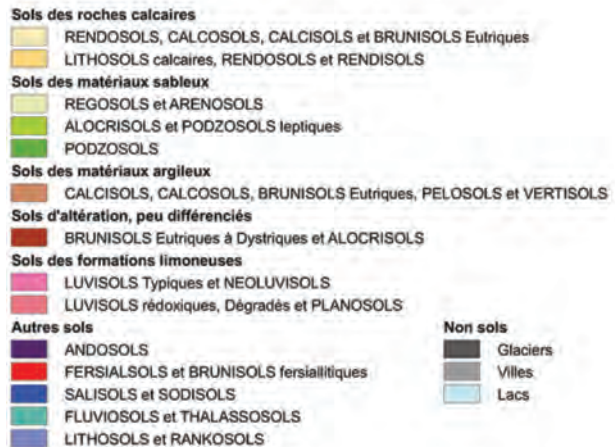 Sols des roches calcaires
RENDOSOLS, CALCOSOLS, CALCISOLS et BRUNISOLS Eutriques
LITHOSOLS calcaires, RENDOSOLS et RENDISOLS
Sols des matériaux sableux
REGOSOLS et ARENOSOLS
ALOCRISOLS et PODZOSOLS leptiques
PODZOSOLS
Sols des matériaux argileux
CALCISOLS, CALCOSOLS, BRUNISOLS Eutriques, PELOSOLS et VERTISOLS
Sols d'altération, peu différenciés
BRUNISOLS Eutriques à Dystriques et ALOCRISOLS
Sols des formations limoneuses
LUVISOLS Typiques et NEOLUVISOLS
LUVISOLS rédoxiques, Dégradés et PLANOSOLS
Autres sols
ANDOSOLS
FERSIALSOLS et BRUNISOLS fersiallitiques
SALISOLS et SODISOLS
FLUVIOSOLS et THALASSOSOLS
LITHOSOLS et RANKOSOLS
Non sols
Glaciers
Villes
Lacs